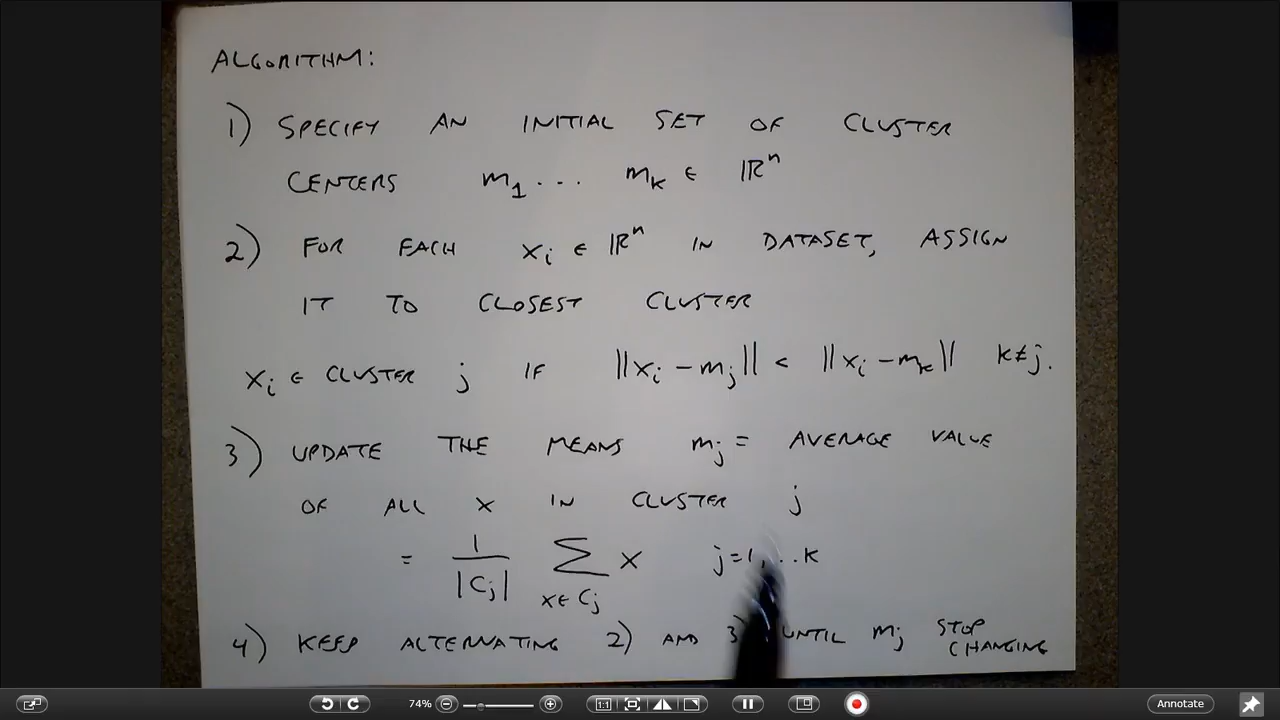 ALGORITHM:
1) SPECIFY AN INITIAL SET OF CLUSTER
CENTERS m₁ ... mₖ ∈ ℝⁿ
2) FOR EACH xᵢ ∈ ℝⁿ IN DATASET, ASSIGN
IT TO CLOSEST CLUSTER
xᵢ ∈ CLUSTER j IF ||xᵢ - mⱼ|| < ||xᵢ - mₖ|| k≠j.
3) UPDATE THE MEANS mⱼ = AVERAGE VALUE
OF ALL x IN CLUSTER j
= 1/|Cⱼ| ∑ x∈Cⱼ x j=1,...k
4) KEEP ALTERNATING 2) AND 3) UNTIL mⱼ STOP
CHANGING
74% 1:1 Annotate